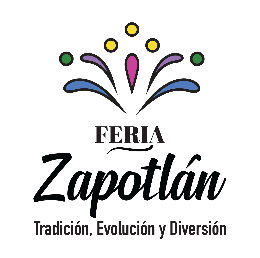 FERIA
Zapotlán
Tradición, Evolución y Diversión